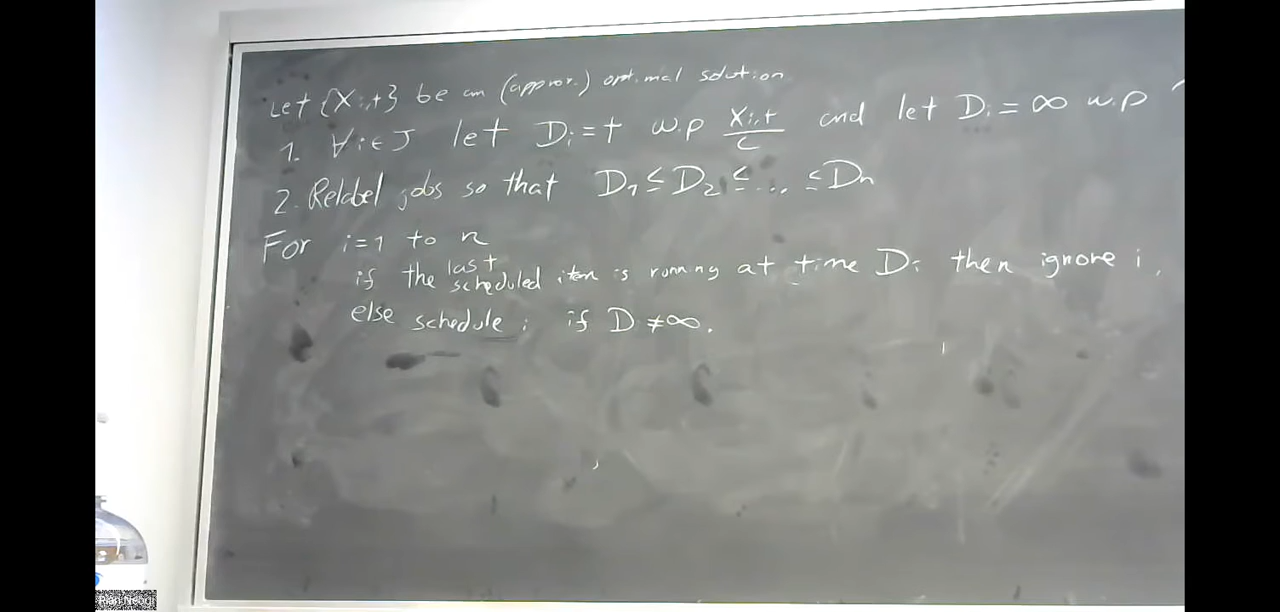 Let {Xi,t} be an (approx.) optimal solution
1. ∀i∈J let Di=t w.p Xi,t/C and let Di=∞ w.p
2. Relabel jobs so that D1≤D2≤...≤Dn
For i=1 to n
if the last scheduled item is running at time Di then ignore i,
else schedule i if D≠∞.